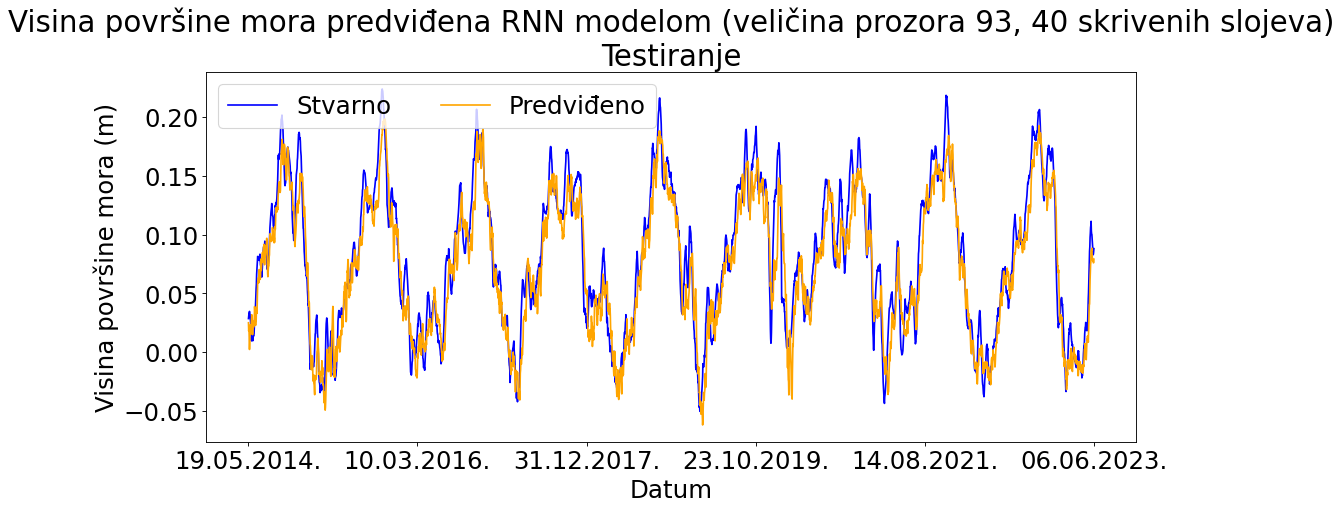 Visina površine mora predviđena RNN modelom (veličina prozora 93, 40 skrivenih slojeva)
Testiranje
Stvarno
Predviđeno
Visina površine mora (m)
0.20
0.15
0.10
0.05
0.00
−0.05
19.05.2014.
10.03.2016.
31.12.2017.
23.10.2019.
14.08.2021.
06.06.2023.
Datum